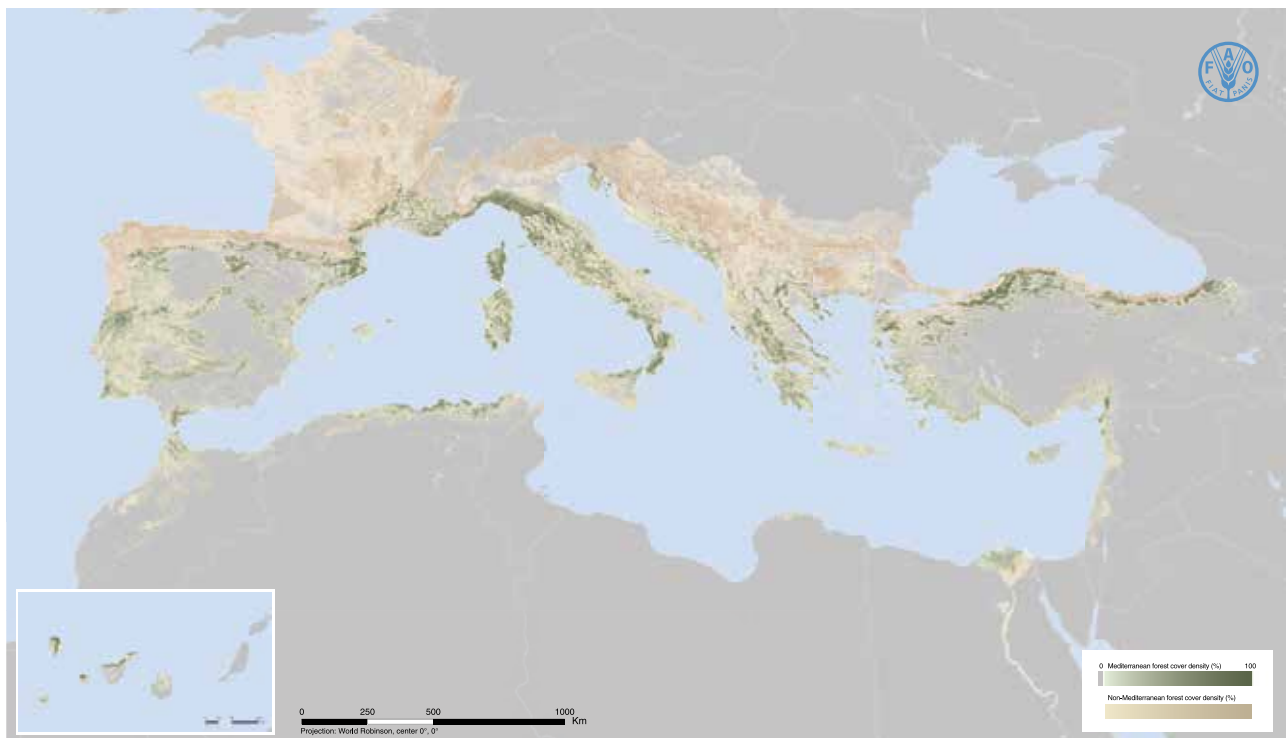 F A O
FIAT PANIS
0 Mediterranean forest cover density (%) 100
Non-Mediterranean forest cover density (%)
0 250 500 1000
Km
Projection: World Robinson, center 0°, 0°